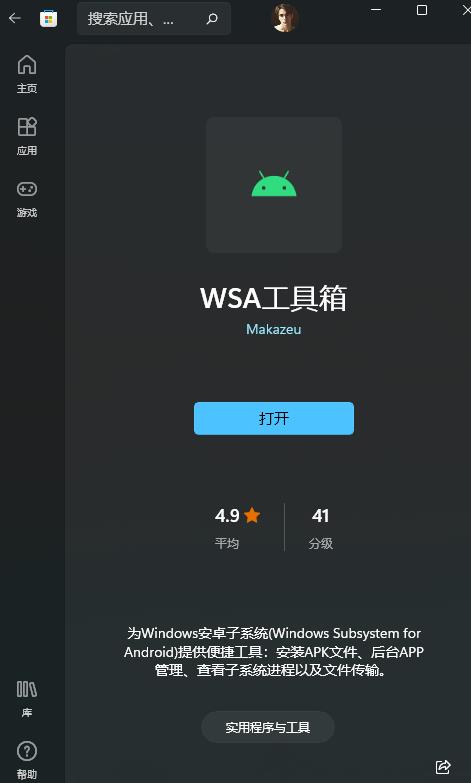 搜索应用、...
主页
应用
游戏
WSA工具箱
Makazeu
打开
4.9
平均
41
分级
为Windows安卓子系统(Windows Subsystem for
Android)提供便捷工具：安装APK文件、后台APP
管理、查看子系统进程以及文件传输。
实用程序与工具
库
帮助